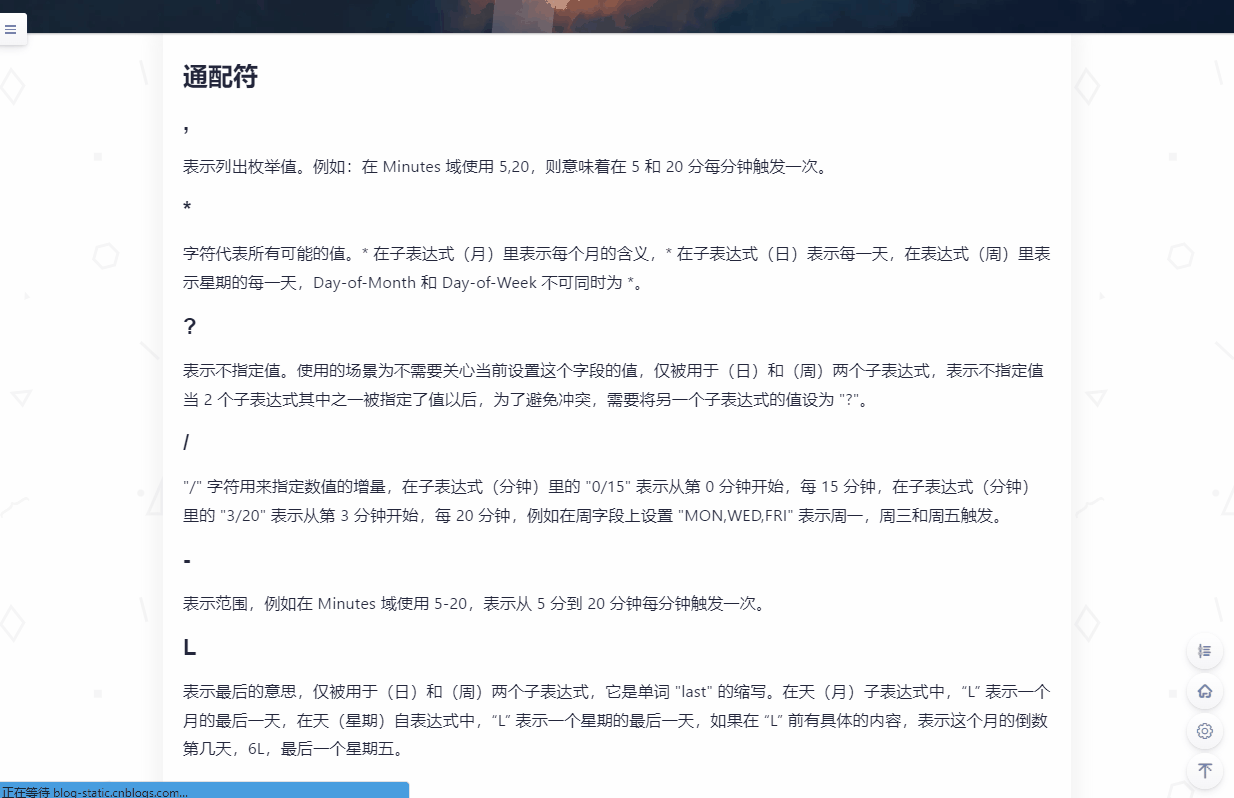 通配符
,
表示列出枚举值。例如：在 Minutes 域使用 5,20，则意味着在 5 和 20 分每分钟触发一次。
*
字符代表所有可能的值。* 在子表达式（月）里表示每个月的含义，* 在子表达式（日）表示每一天，在表达式（周）里表
示星期的每一天，Day-of-Month 和 Day-of-Week 不可同时为 *。
?
表示不指定值。使用的场景为不需要关心当前设置这个字段的值，仅被用于（日）和（周）两个子表达式，表示不指定值
当 2 个子表达式其中之一被指定了值以后，为了避免冲突，需要将另一个子表达式的值设为 "?"。
/
"/" 字符用来指定数值的增量，在子表达式（分钟）里的 "0/15" 表示从第 0 分钟开始，每 15 分钟，在子表达式（分钟）
里的 "3/20" 表示从第 3 分钟开始，每 20 分钟，例如在周字段上设置 "MON,WED,FRI" 表示周一，周三和周五触发。
-
表示范围，例如在 Minutes 域使用 5-20，表示从 5 分到 20 分钟每分钟触发一次。
L
表示最后的意思，仅被用于（日）和（周）两个子表达式，它是单词 "last" 的缩写。在天（月）子表达式中，“L” 表示一个
月的最后一天，在天（星期）自表达式中，“L” 表示一个星期的最后一天，如果在 “L” 前有具体的内容，表示这个月的倒数
第几天，6L，最后一个星期五。
正在等待 blog-static.cnblogs.com...